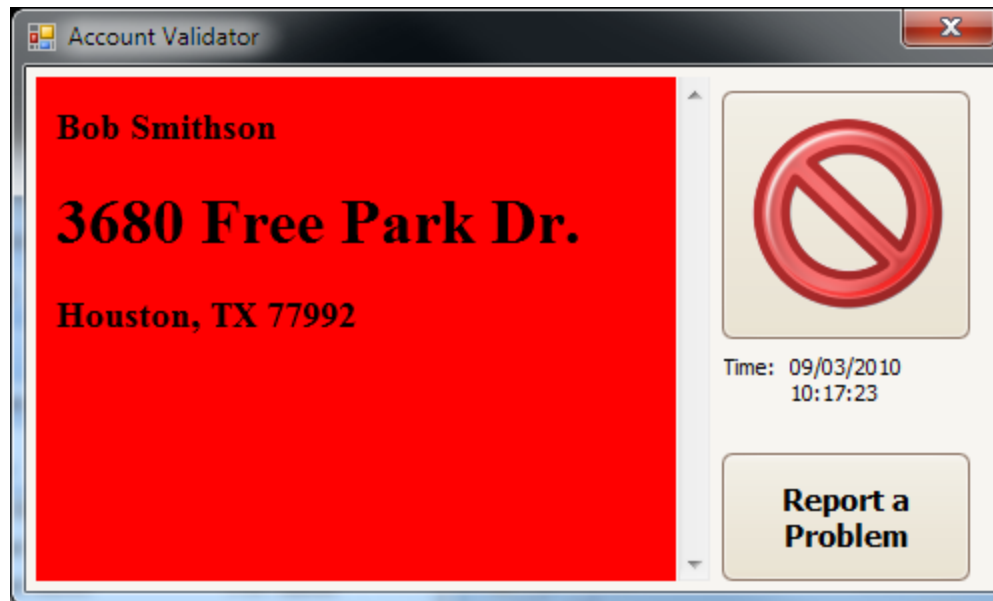 Account Validator
Bob Smithson
3680 Free Park Dr.
Houston, TX 77992
Time: 09/03/2010
10:17:23
Report a
Problem